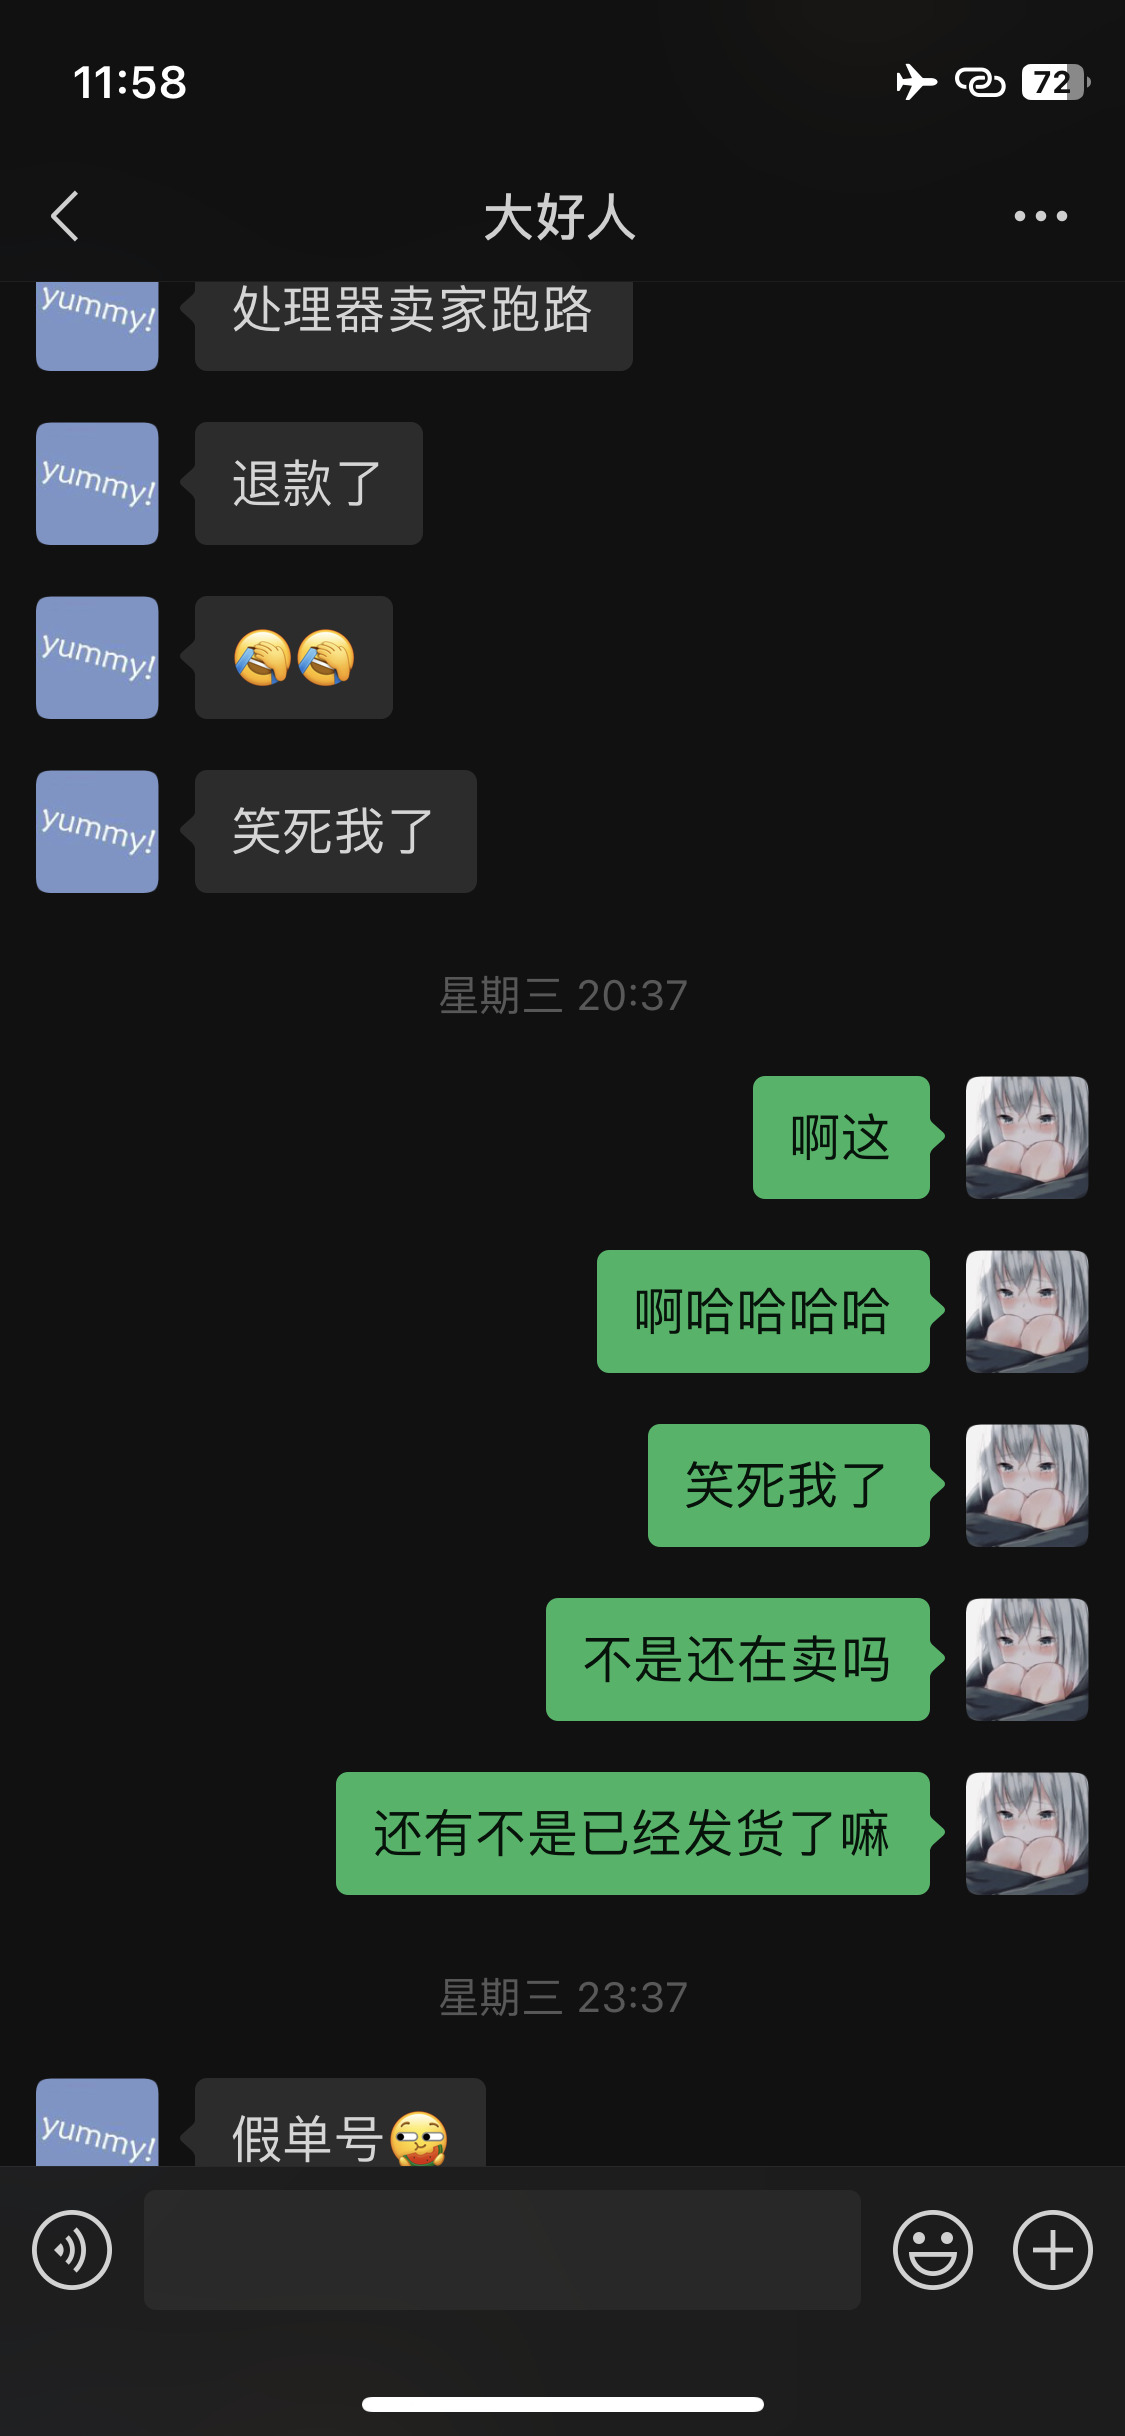 11:58
72
大好人
yummy!
处理器卖家跑路
yummy!
退款了
yummy!
🤣🤣
yummy!
笑死我了
星期三 20:37
啊这
啊哈哈哈哈
笑死我了
不是还在卖吗
还有不是已经发货了嘛
星期三 23:37
yummy!
假单号